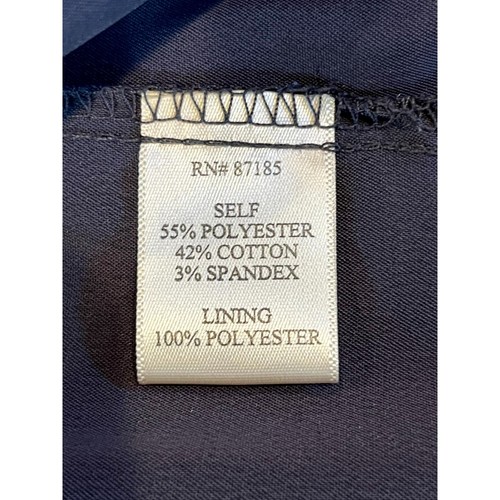 RN# 87185
SELF
55% POLYESTER
42% COTTON
3% SPANDEX
LINING
100% POLYESTER